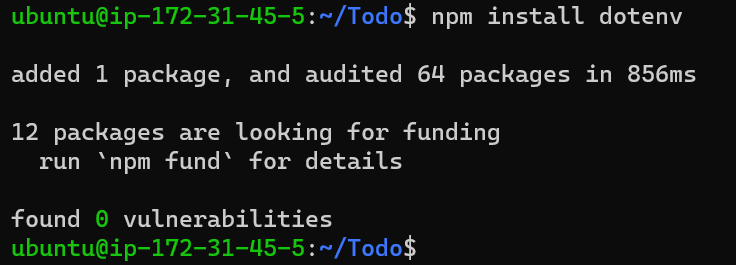 ubuntu@ip-172-31-45-5:~/Todo$ npm install dotenv
added 1 package, and audited 64 packages in 856ms
12 packages are looking for funding
run `npm fund` for details
found 0 vulnerabilities
ubuntu@ip-172-31-45-5:~/Todo$